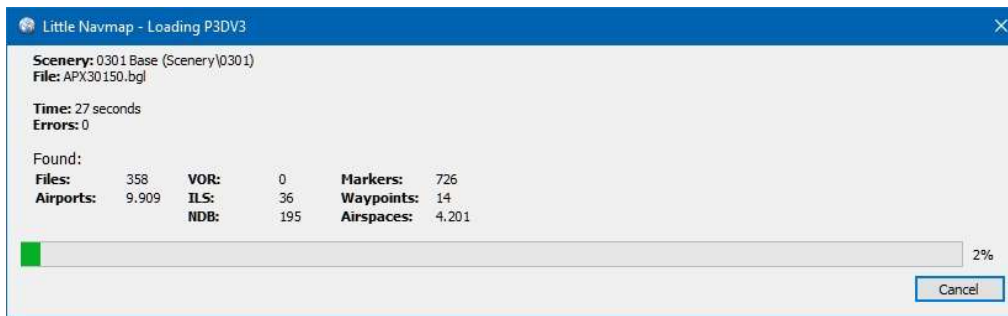 Little Navmap - Loading P3DV3
Scenery: 0301 Base (Scenery\0301)
File: APX30150.bgl
Time: 27 seconds
Errors: 0
Found:
Files: 358 VOR: 0 Markers: 726
Airports: 9.909 ILS: 36 Waypoints: 14
NDB: 195 Airspaces: 4.201
2%
Cancel